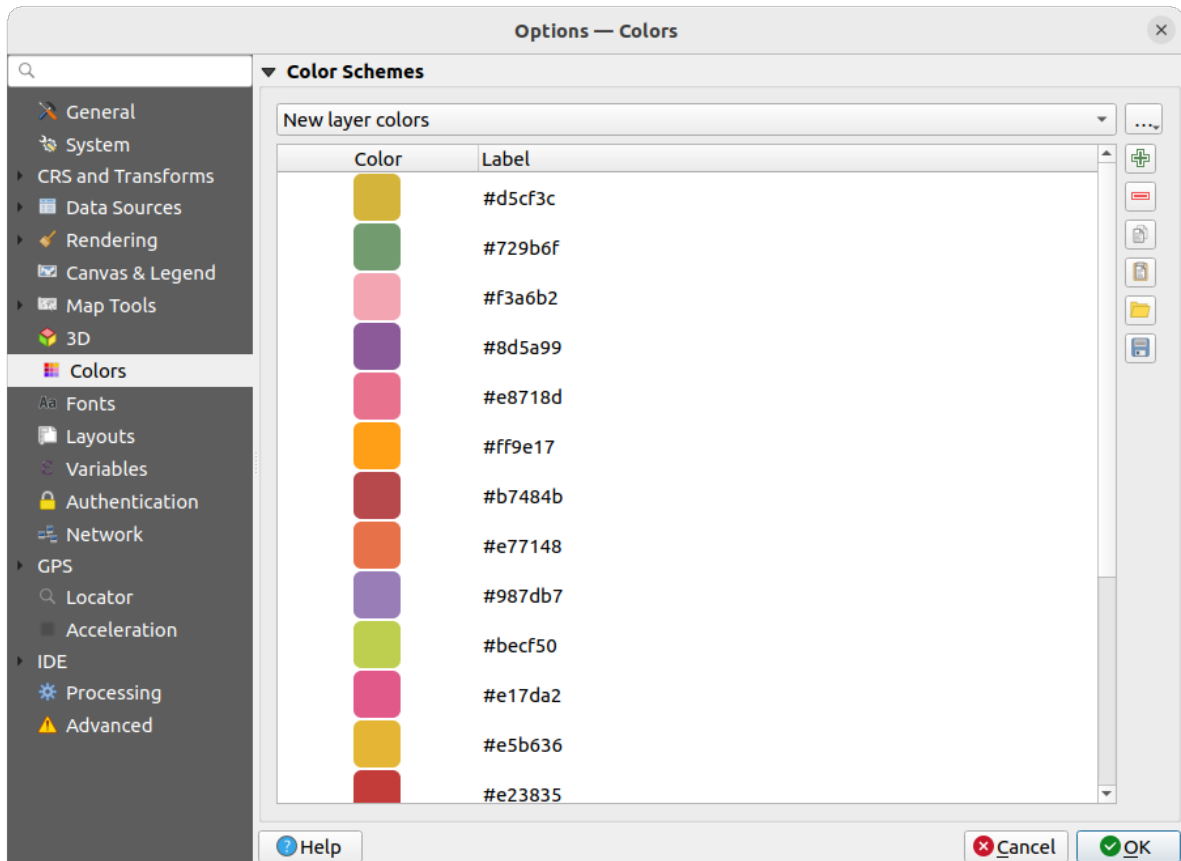 Options — Colors
Color Schemes
General
System
CRS and Transforms
Data Sources
Rendering
Canvas & Legend
Map Tools
3D
Colors
Aa Fonts
Layouts
Variables
Authentication
Network
GPS
Locator
Acceleration
IDE
Processing
Advanced
New layer colors
...
Color Label
#d5cf3c
#729b6f
#f3a6b2
#8d5a99
#e8718d
#ff9e17
#b7484b
#e77148
#987db7
#becf50
#e17da2
#e5b636
#e23835
Help
Cancel
OK